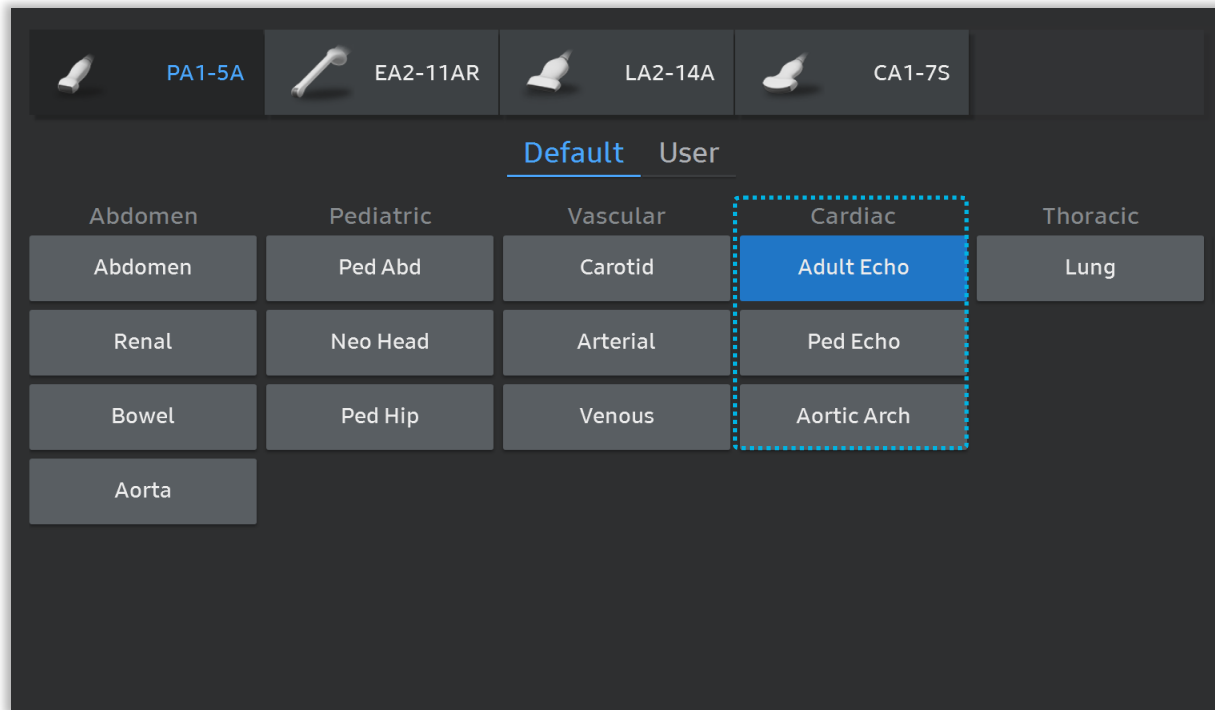 PA1-5A EA2-11AR LA2-14A CA1-7S
Default User
Abdomen Pediatric Vascular Cardiac Thoracic
Abdomen Ped Abd Carotid Adult Echo Lung
Renal Neo Head Arterial Ped Echo
Bowel Ped Hip Venous Aortic Arch
Aorta